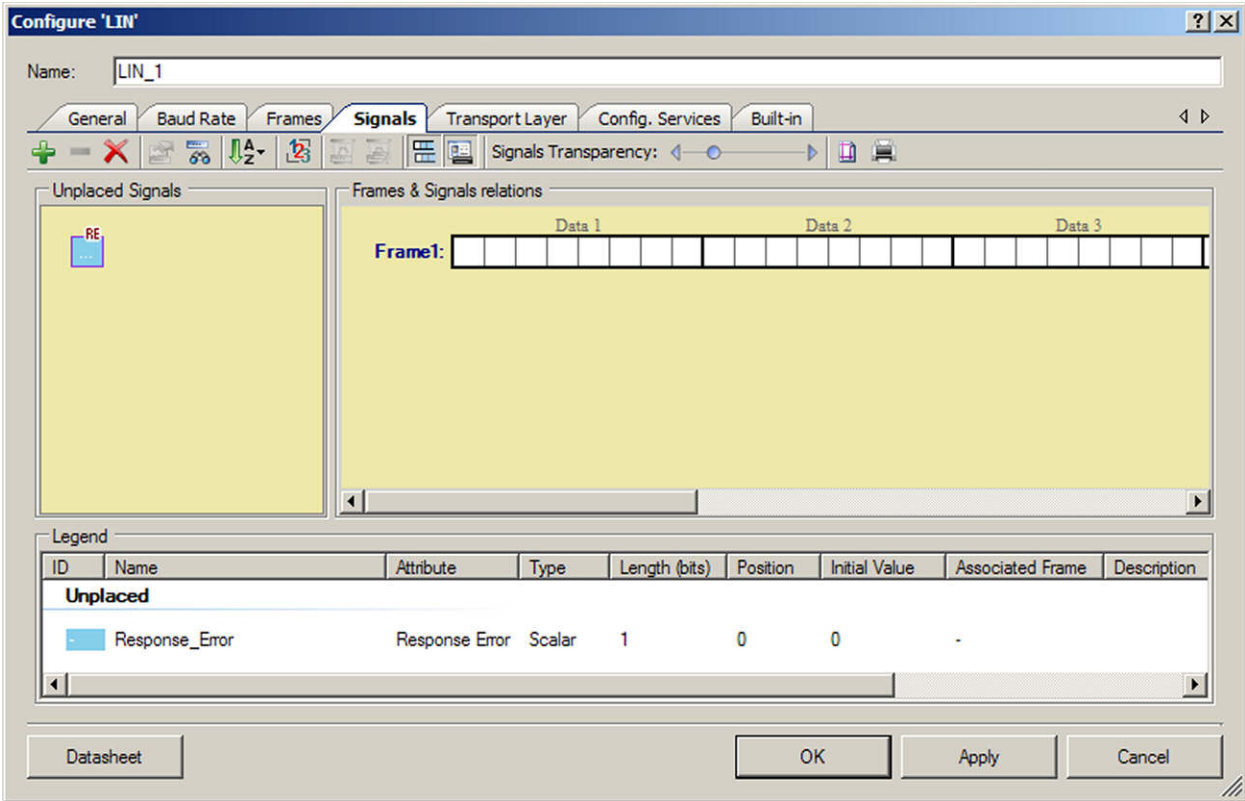 Configure 'LIN'
Name: LIN_1
General Baud Rate Frames Signals Transport Layer Config. Services Built-in
Signals Transparency:
Unplaced Signals
Frames & Signals relations
RE
...
Data 1 Data 2 Data 3
Frame1:
Legend
ID Name Attribute Type Length (bits) Position Initial Value Associated Frame Description
Unplaced
- Response_Error Response Error Scalar 1 0 0 -
Datasheet OK Apply Cancel